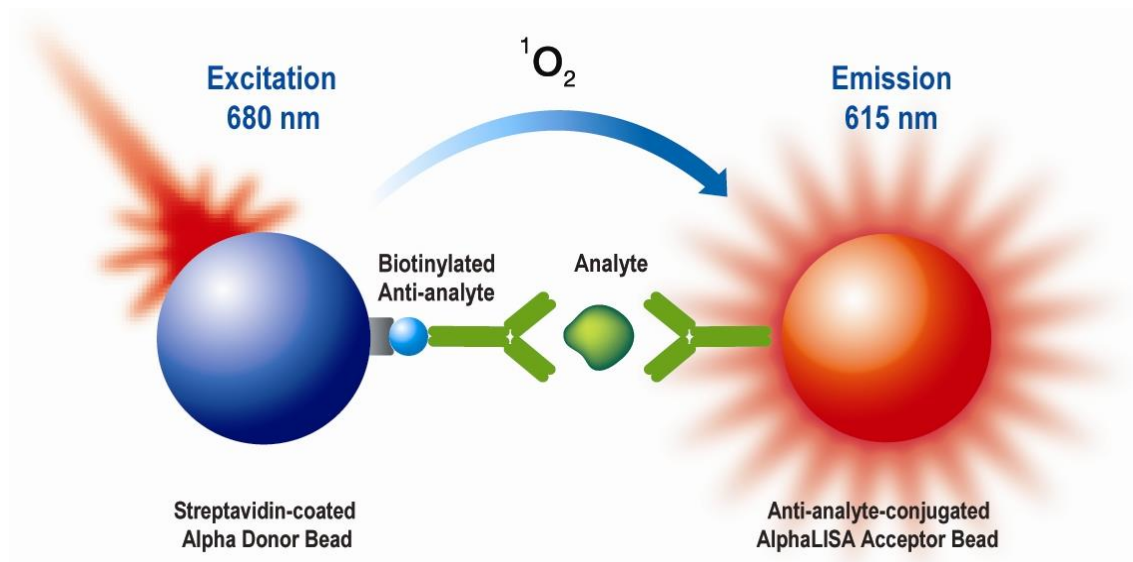 Excitation
680 nm
¹O₂
Emission
615 nm
Biotinylated
Anti-analyte
Analyte
Streptavidin-coated
Alpha Donor Bead
Anti-analyte-conjugated
AlphaLISA Acceptor Bead